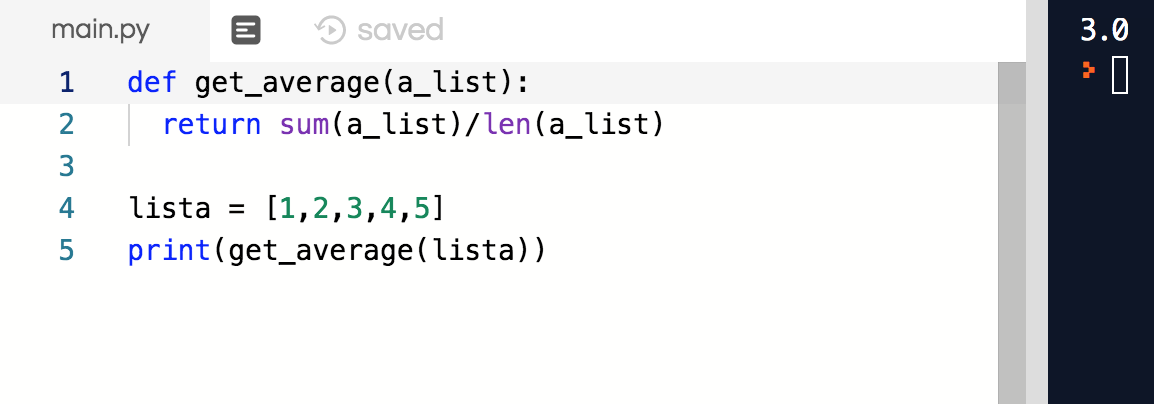 main.py saved
1 def get_average(a_list):
2   return sum(a_list)/len(a_list)
3
4 lista = [1,2,3,4,5]
5 print(get_average(lista))
3.0